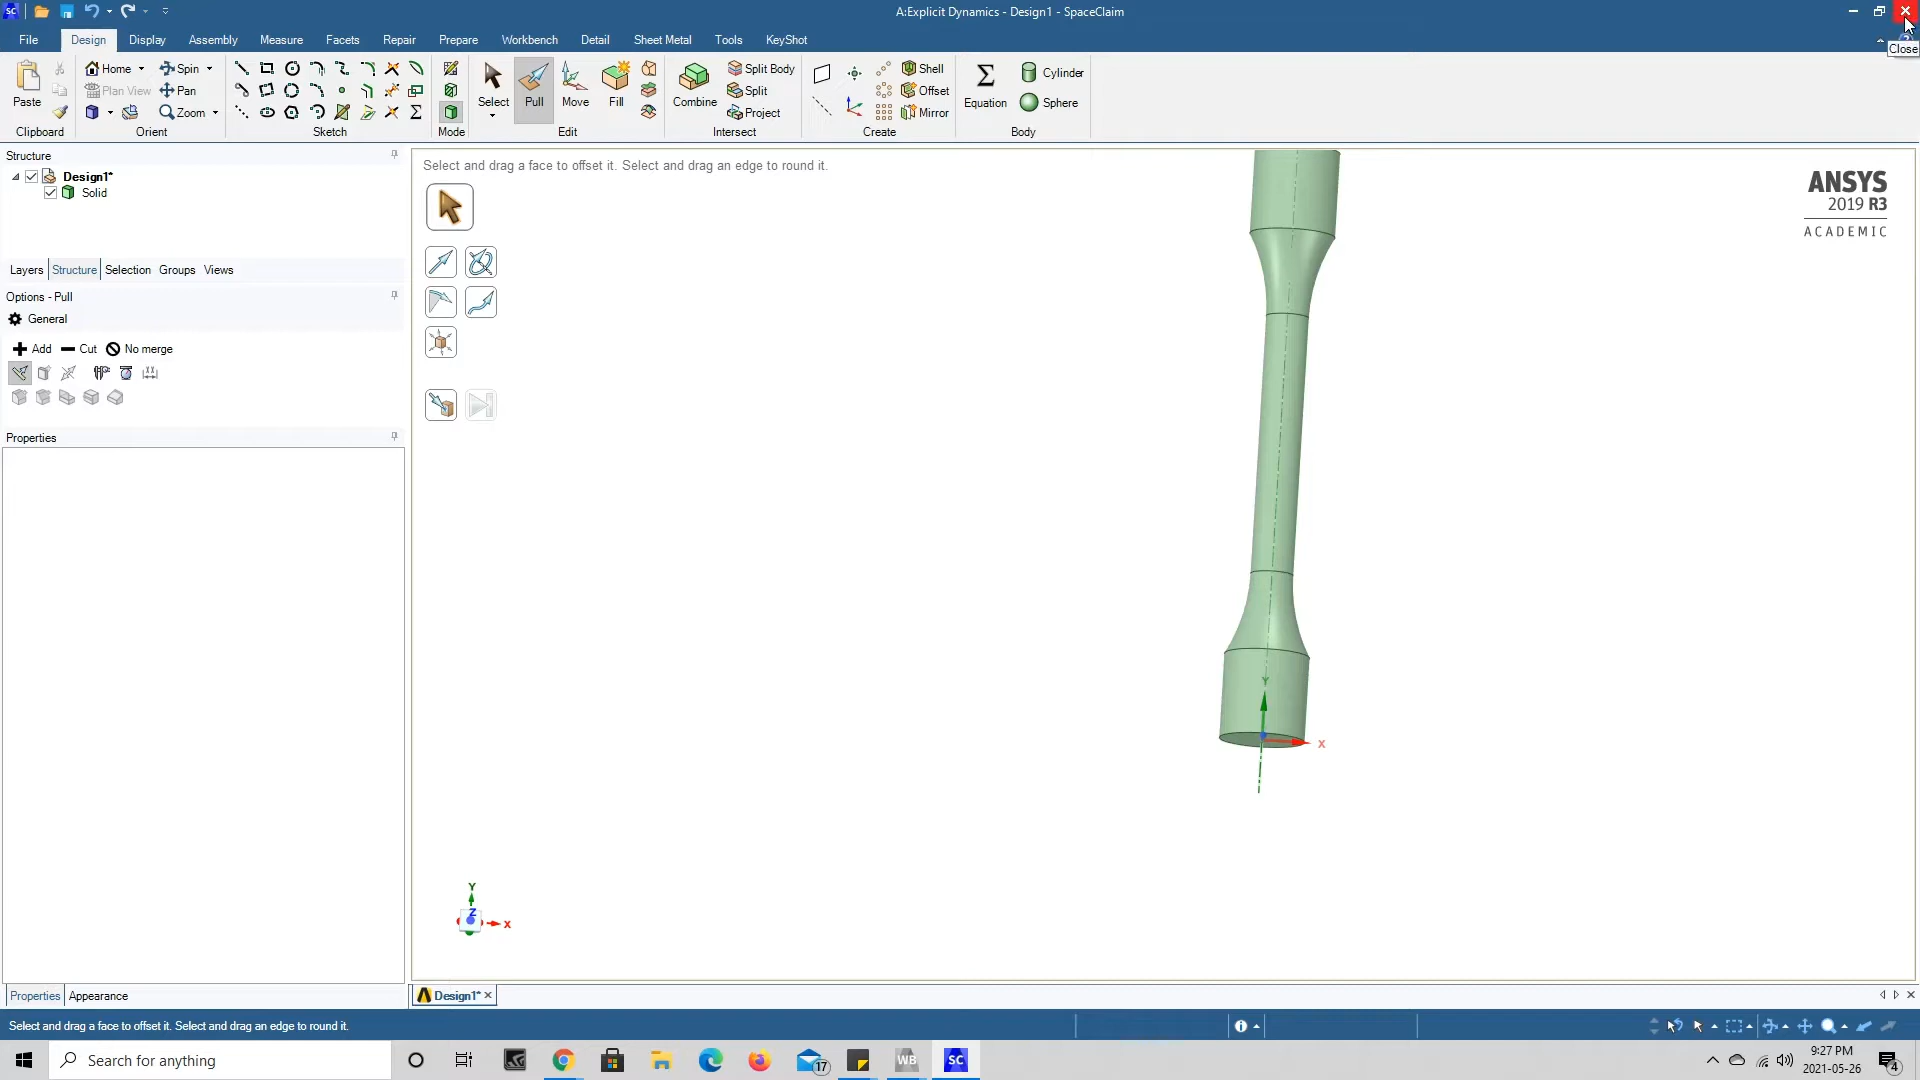 A:Explicit Dynamics - Design1 - SpaceClaim
File Design Display Assembly Measure Facets Repair Prepare Workbench Detail Sheet Metal Tools KeyShot
Close
Paste
Home Spin
Plan View Pan
Zoom
Select Pull Move Fill
Combine
Split Body
Split
Project
Shell
Offset
Mirror
Equation
Cylinder
Sphere
Clipboard Orient Sketch Mode Edit Intersect Create Body
Structure
Design1*
Solid
Layers Structure Selection Groups Views
Options - Pull
General
Add Cut No merge
Properties
Properties Appearance
Select and drag a face to offset it. Select and drag an edge to round it.
ANSYS
2019 R3
ACADEMIC
Y
X
Y
Z
X
Design1*
Select and drag a face to offset it. Select and drag an edge to round it.
Search for anything
17
WB
SC
9:27 PM
2021-05-26
4